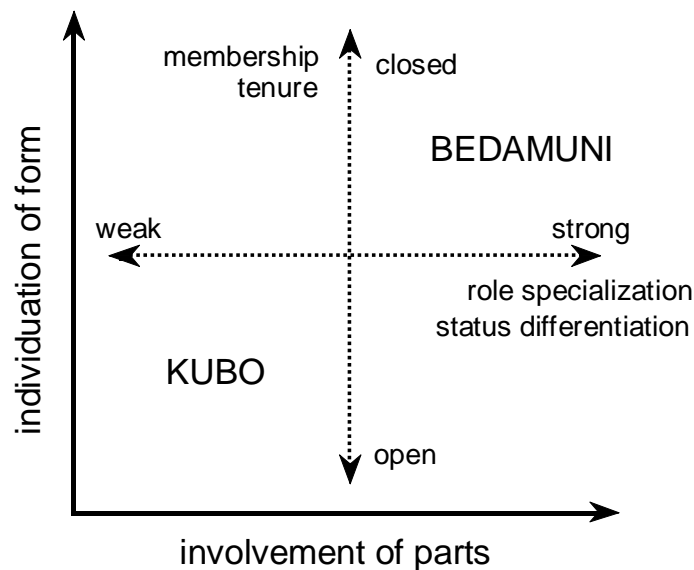 membership
tenure
closed
BEDAMUNI
weak
strong
role specialization
status differentiation
KUBO
open
individuation of form
involvement of parts